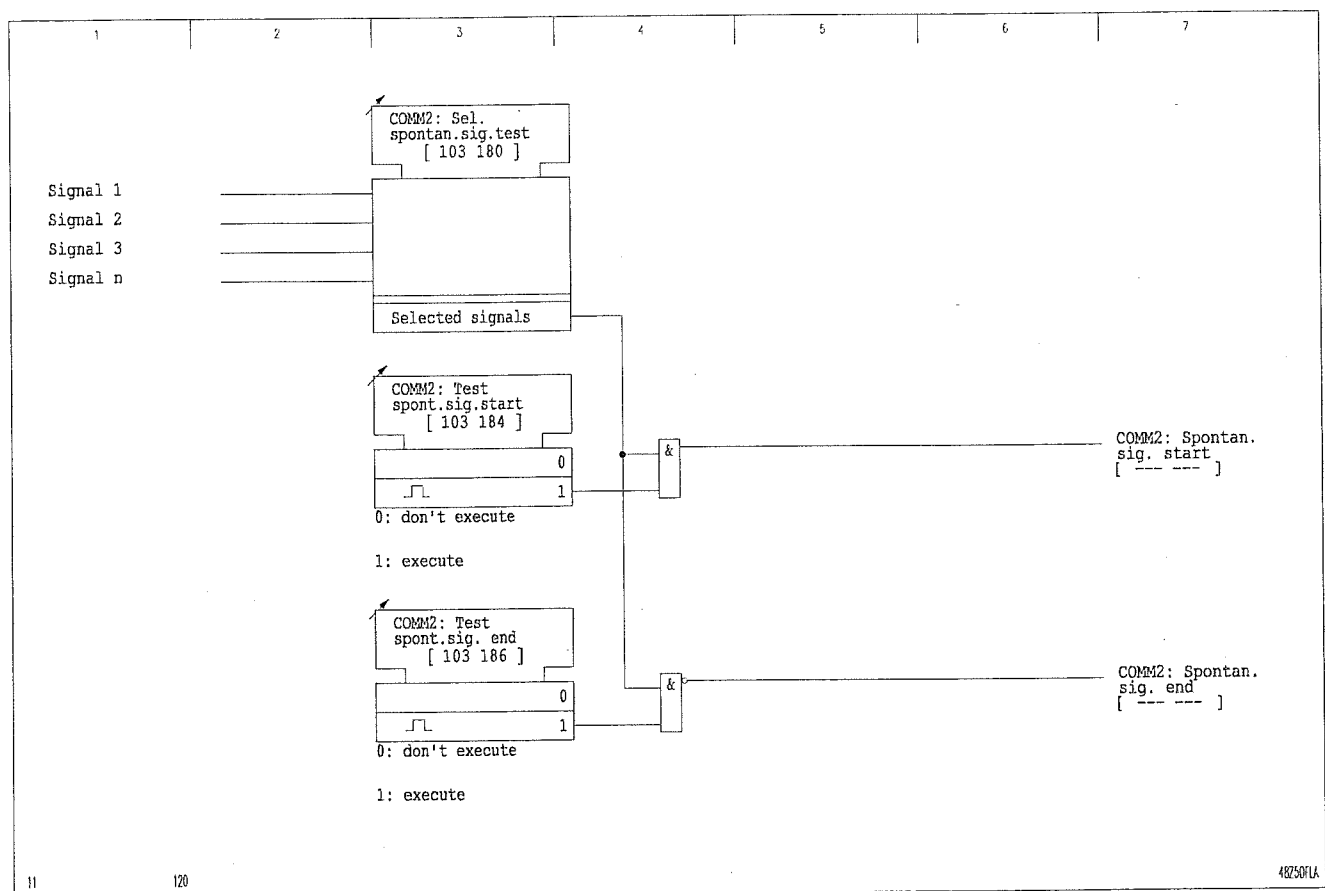 1 2 3 4 5 6 7
COMM2: Sel.
spontan.sig.test
[ 103 180 ]
Signal 1
Signal 2
Signal 3
Signal n
Selected signals
COMM2: Test
spont.sig.start
[ 103 184 ]
0
1
0: don't execute
1: execute
&
COMM2: Spontan.
sig. start
[ --- --- ]
COMM2: Test
spont.sig. end
[ 103 186 ]
0
1
0: don't execute
1: execute
&
COMM2: Spontan.
sig. end
[ --- --- ]
11 120
48Z50FLA